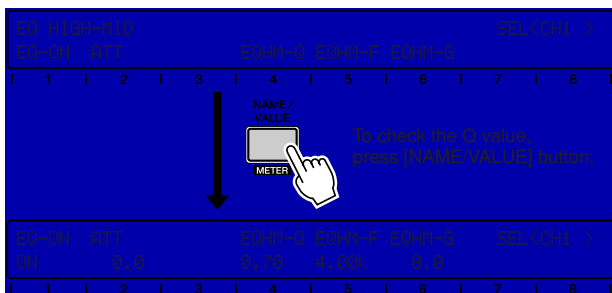 EQ HIGH-MID SEL<CH1 >
EQ-ON ATT EQHM-Q EQHM-F EQHM-G
1 2 3 4 5 6 7 8
NAME/
VALUE
METER
To check the Q value,
press [NAME/VALUE] button.
EQ-ON ATT EQHM-Q EQHM-F EQHM-G SEL<CH1 >
ON 0.0 0.70 4.00k 0.0
1 2 3 4 5 6 7 8